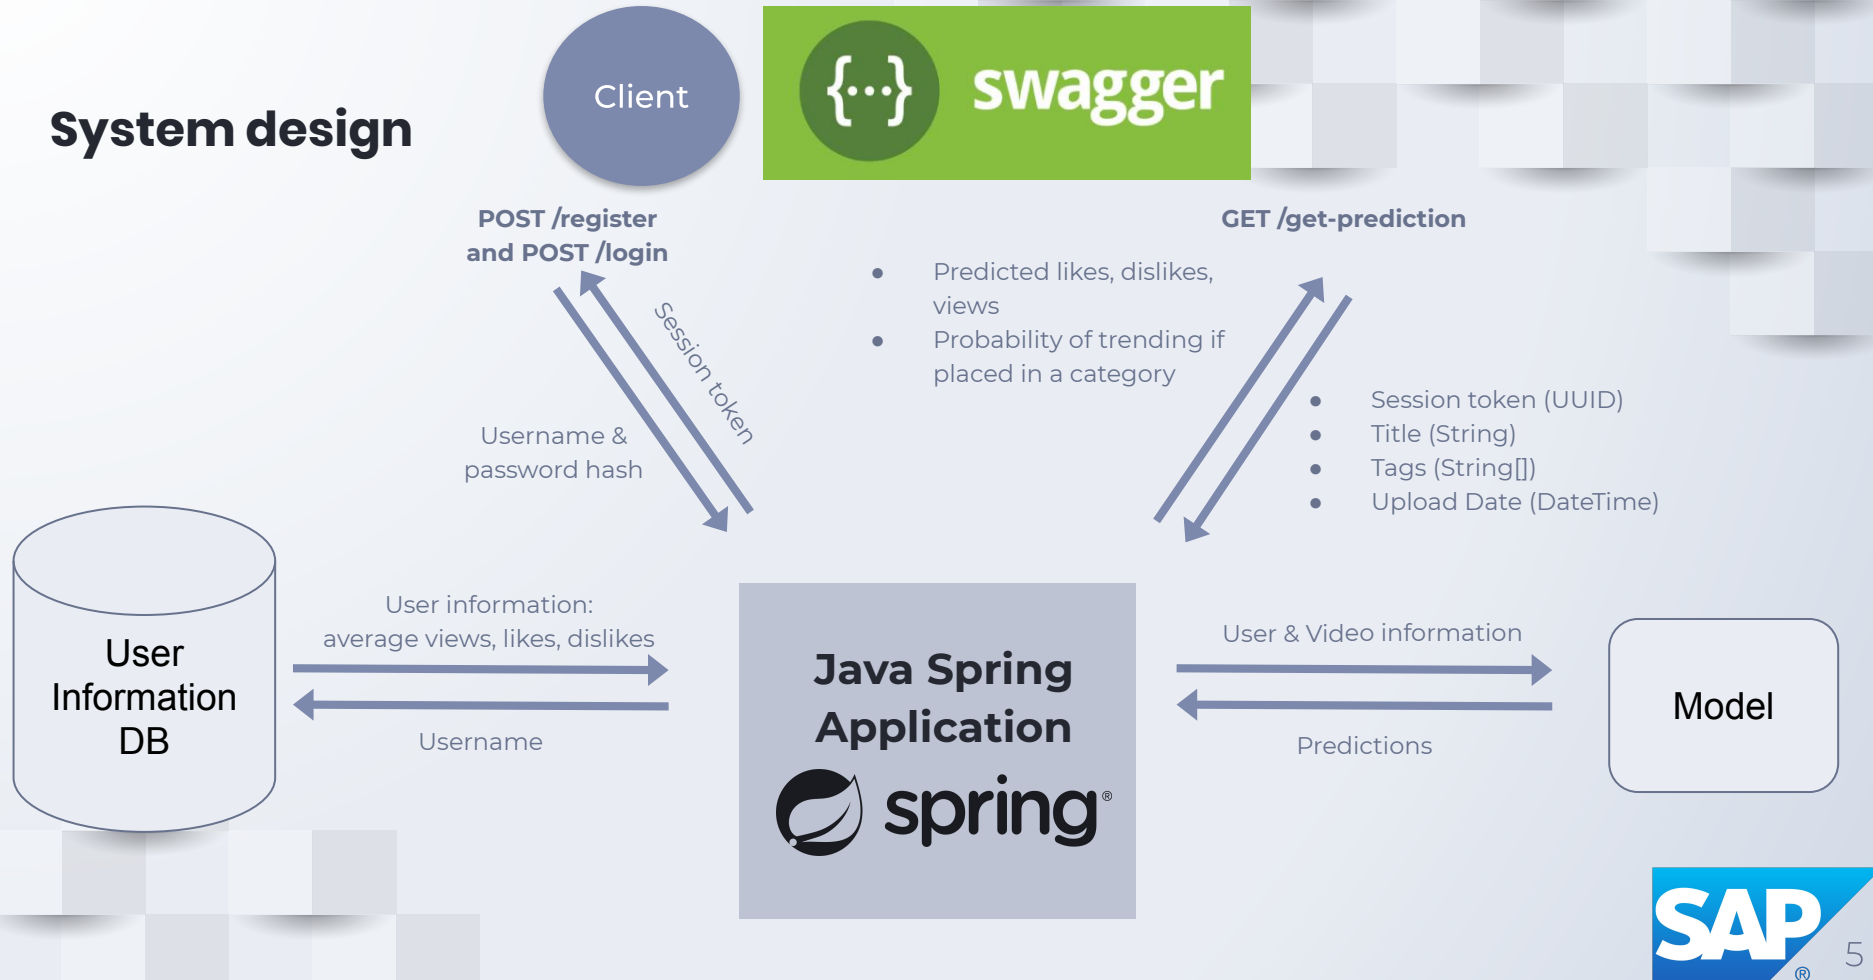 System design
Client
{···} swagger
POST /register
and POST /login
GET /get-prediction
● Predicted likes, dislikes,
views
● Probability of trending if
placed in a category
Session token
● Session token (UUID)
● Title (String)
● Tags (String[])
● Upload Date (DateTime)
Username &
password hash
User
Information
DB
User information:
average views, likes, dislikes
Username
Java Spring
Application
spring®
User & Video information
Predictions
Model
SAP®
5